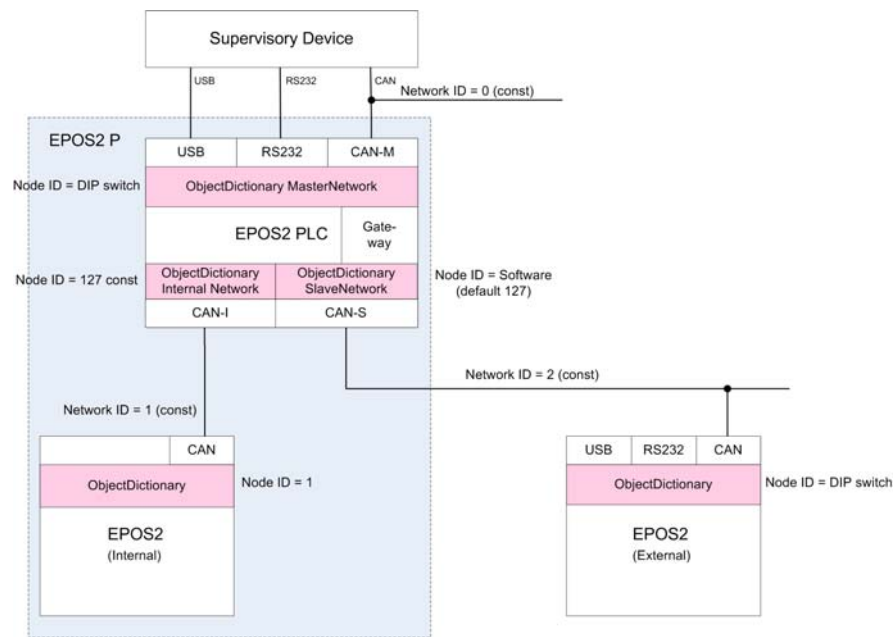 Supervisory Device
USB
RS232
CAN
Network ID = 0 (const)
EPOS2 P
USB
RS232
CAN-M
Node ID = DIP switch
ObjectDictionary MasterNetwork
EPOS2 PLC
Gate-
way
Node ID = 127 const
ObjectDictionary
Internal Network
ObjectDictionary
SlaveNetwork
Node ID = Software
(default 127)
CAN-I
CAN-S
Network ID = 2 (const)
Network ID = 1 (const)
CAN
ObjectDictionary
Node ID = 1
EPOS2
(Internal)
USB
RS232
CAN
ObjectDictionary
Node ID = DIP switch
EPOS2
(External)